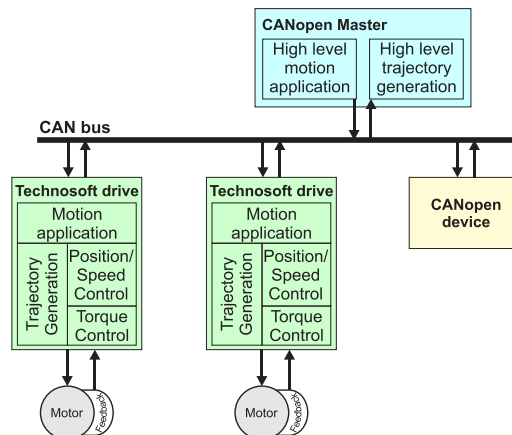 CANopen Master
High level
motion
application
High level
trajectory
generation
CAN bus
Technosoft drive
Motion
application
Trajectory
Generation
Position/
Speed
Control
Torque
Control
Motor
Feedback
Technosoft drive
Motion
application
Trajectory
Generation
Position/
Speed
Control
Torque
Control
Motor
Feedback
CANopen
device